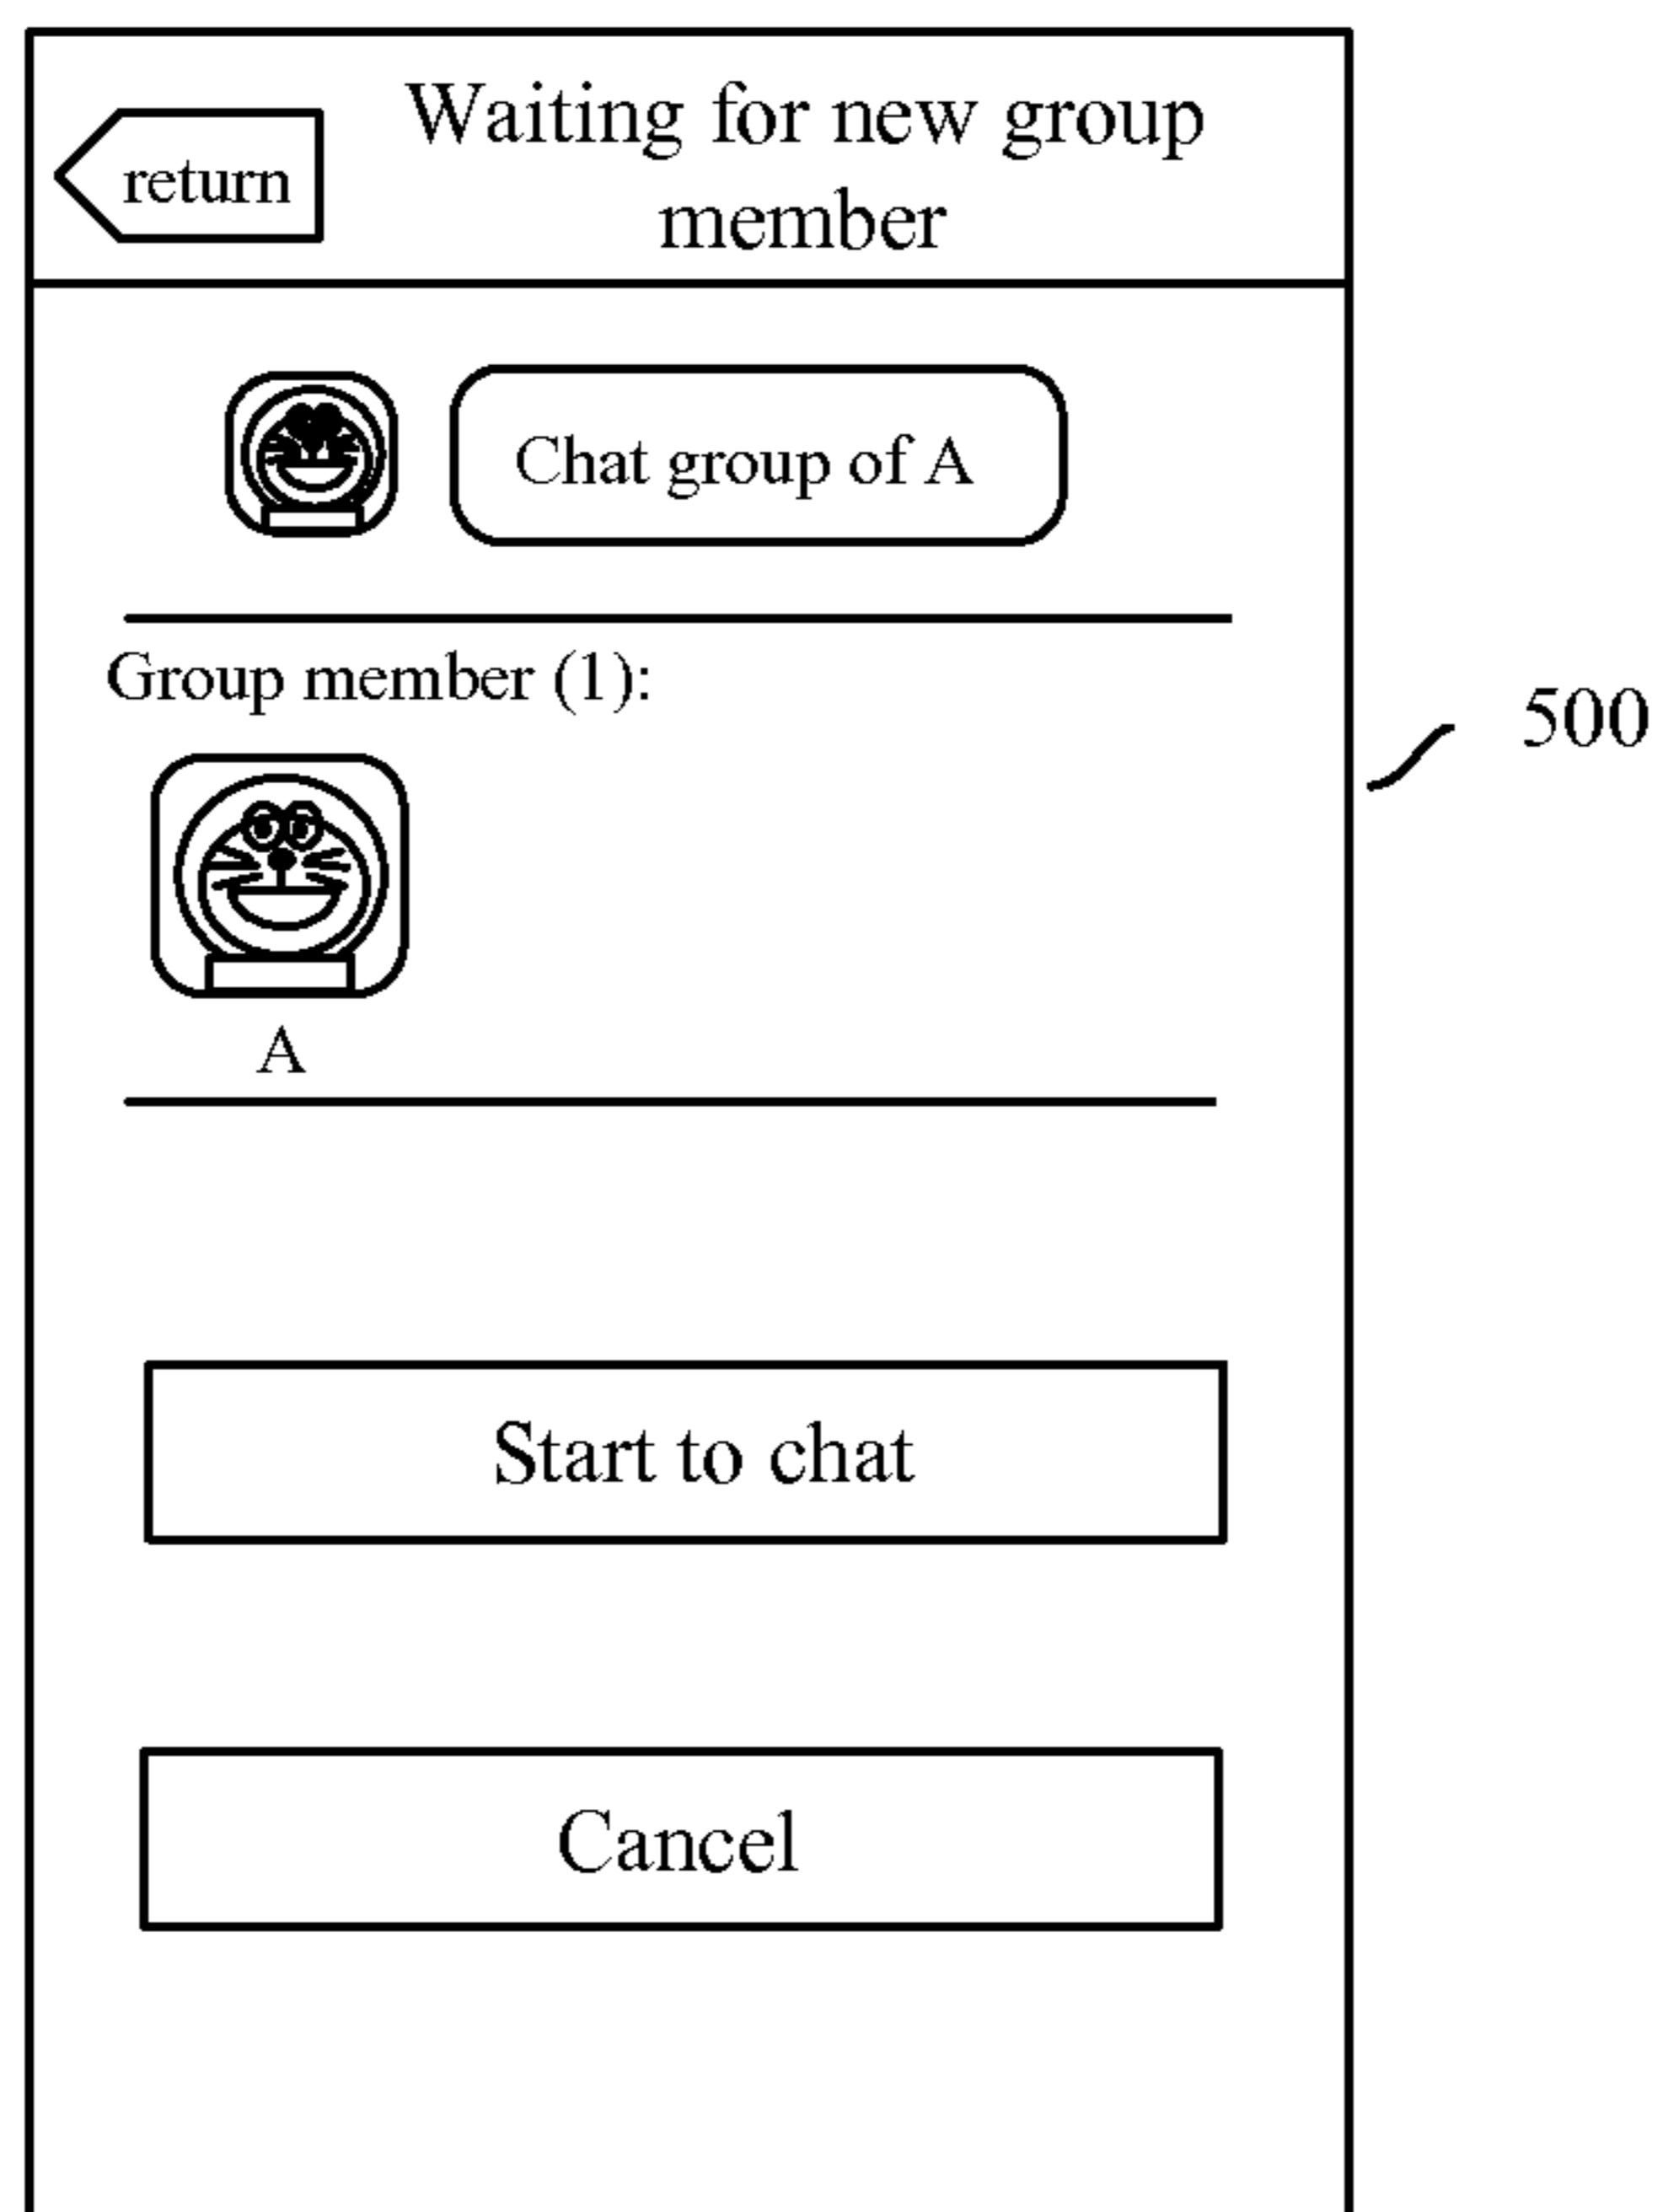 Waiting for new group
member
return
Chat group of A
Group member (1):
500
A
Start to chat
Cancel